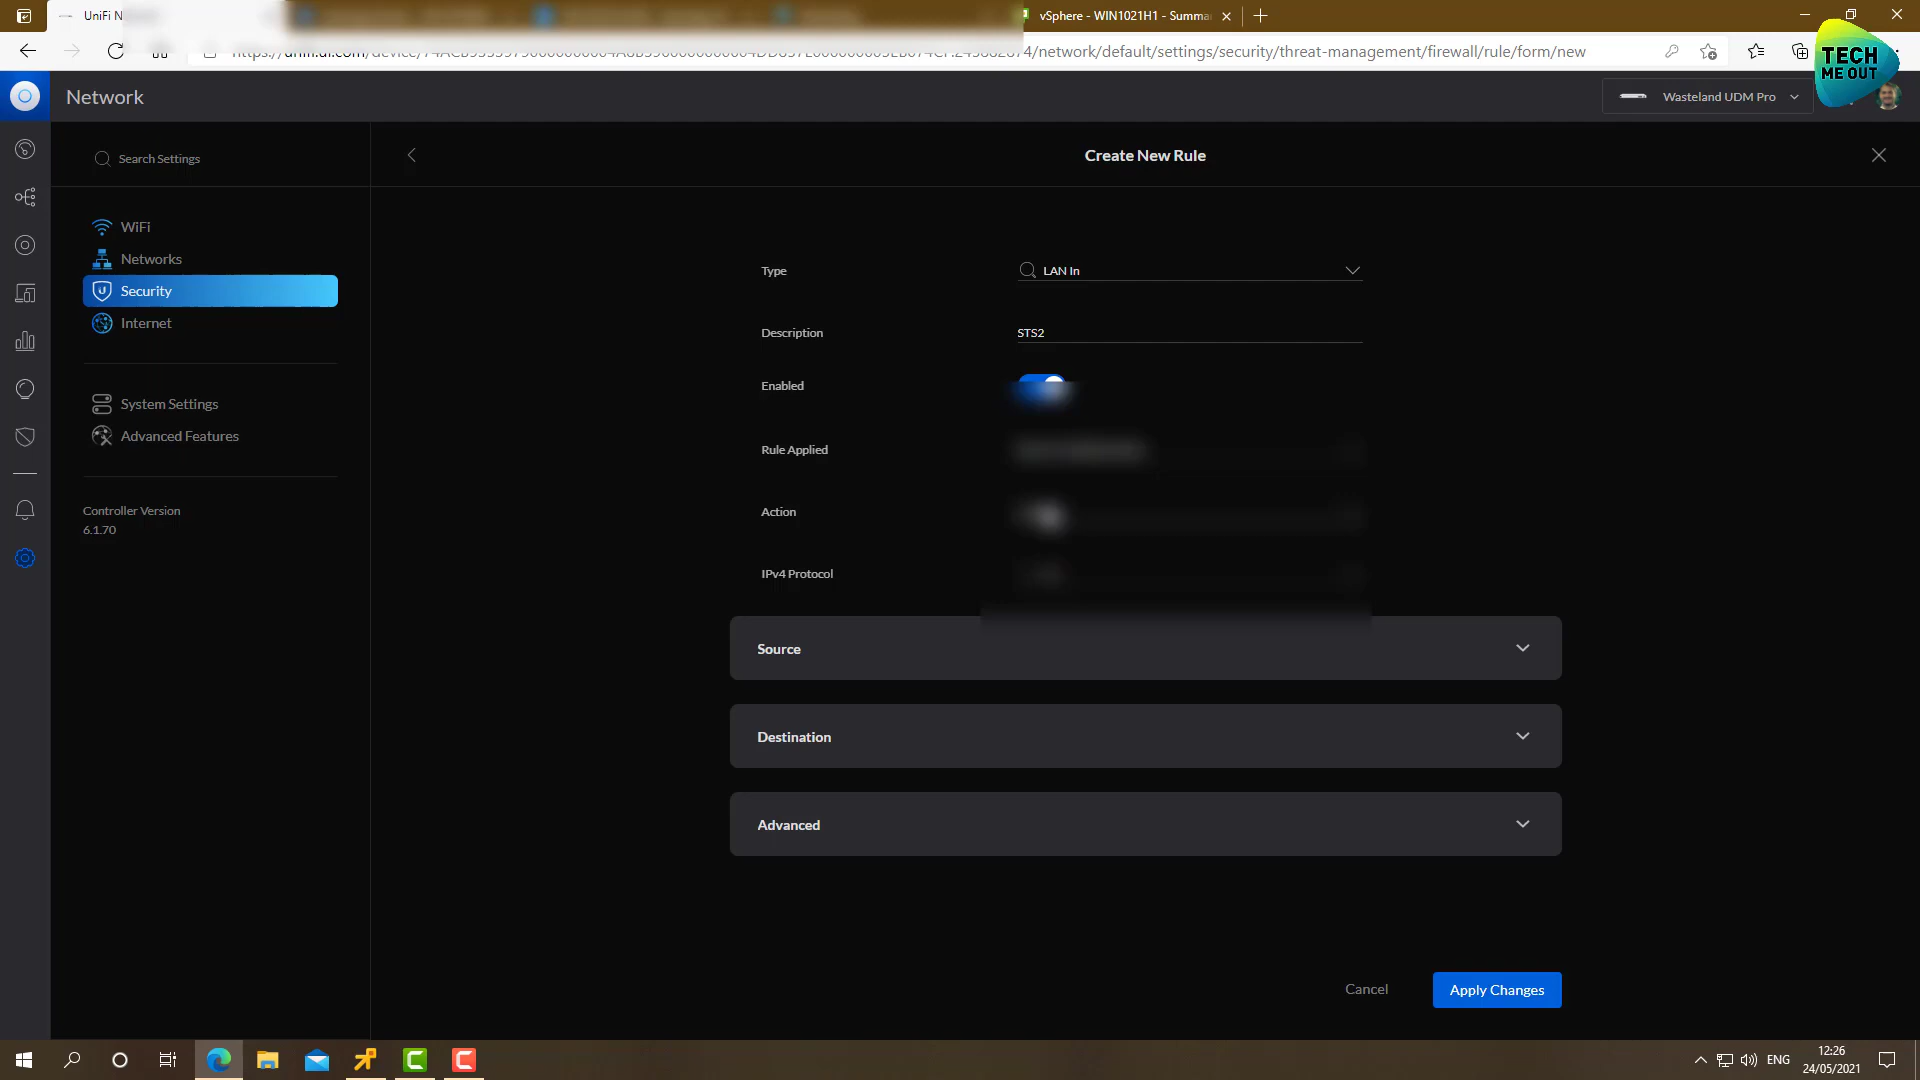 UniFi N
vSphere - WIN1021H1 - Summa
/network/default/settings/security/threat-management/firewall/rule/form/new
TECH
ME OUT
Network
Wasteland UDM Pro
Search Settings
Create New Rule
WiFi
Networks
Security
Internet
System Settings
Advanced Features
Controller Version
6.1.70
Type
LAN In
Description
STS2
Enabled
Rule Applied
Action
IPv4 Protocol
Source
Destination
Advanced
Cancel
Apply Changes
ENG
12:26
24/05/2021